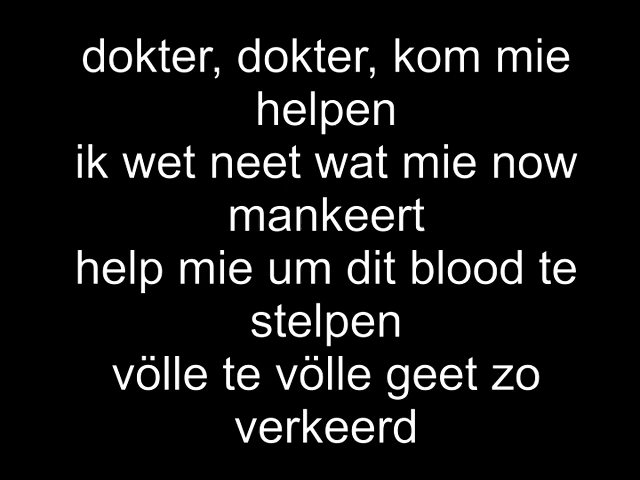 dokter, dokter, kom mie
helpen
ik wet neet wat mie now
mankeert
help mie um dit blood te
stelpen
völle te völle geet zo
verkeerd